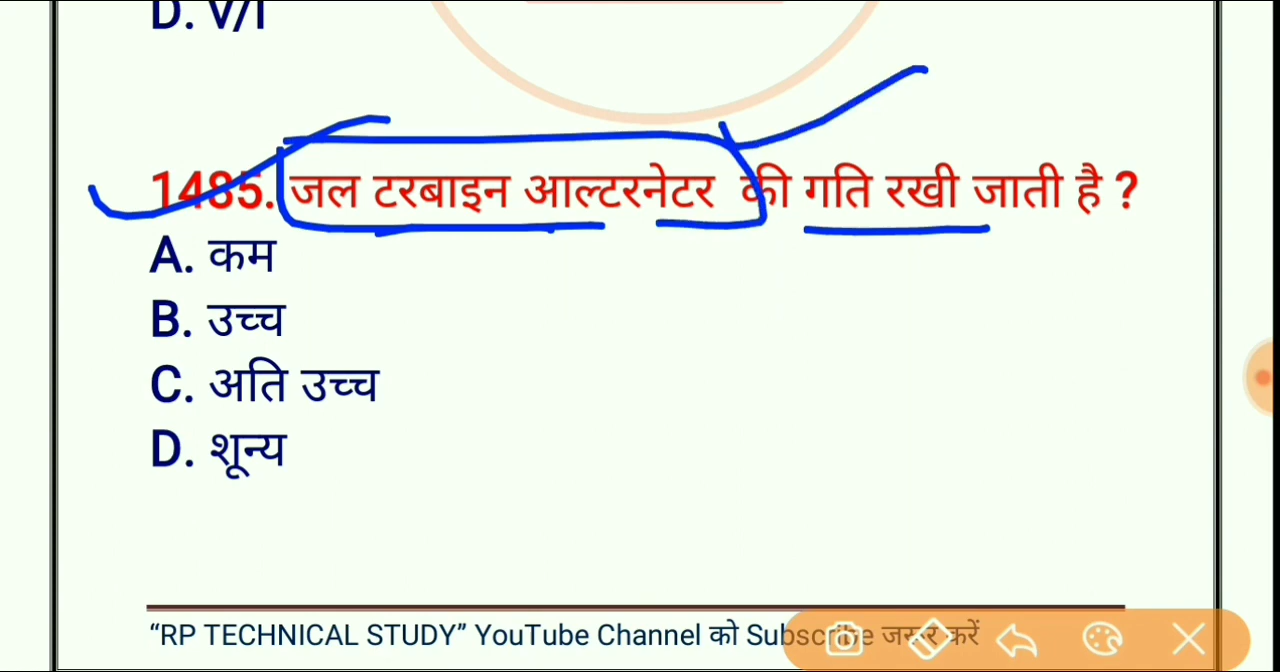 D. V/I
1485. जल टरबाइन आल्टरनेटर की गति रखी जाती है ?
A. कम
B. उच्च
C. अति उच्च
D. शून्य
“RP TECHNICAL STUDY” YouTube Channel को Subscribe जरूर करें